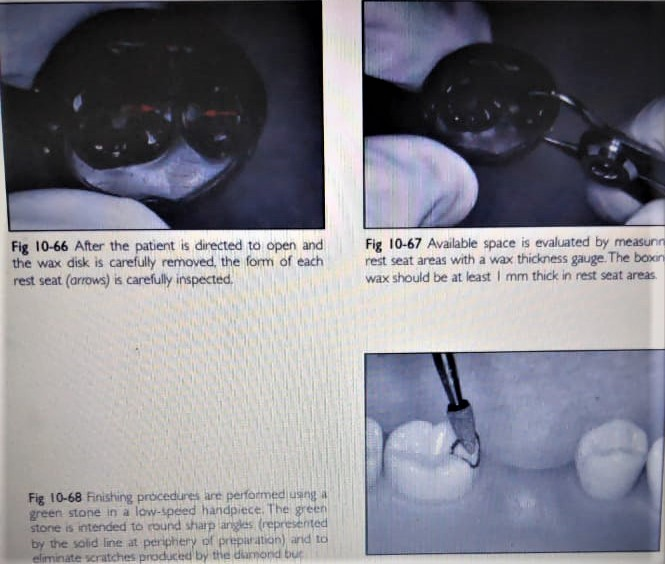 Fig 10-66 After the patient is directed to open and
the wax disk is carefully removed, the form of each
rest seat (arrows) is carefully inspected.
Fig 10-67 Available space is evaluated by measurin
rest seat areas with a wax thickness gauge. The boxin
wax should be at least 1 mm thick in rest seat areas.
Fig 10-68 Finishing procedures are performed using a
green stone in a low-speed handpiece. The green
stone is intended to round sharp angles (represented
by the solid line at periphery of preparation) and to
eliminate scratches produced by the diamond bur.